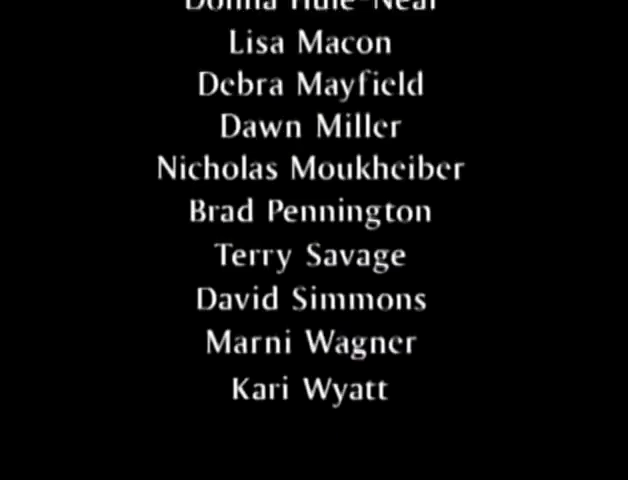 Lisa Macon
Debra Mayfield
Dawn Miller
Nicholas Moukheiber
Brad Pennington
Terry Savage
David Simmons
Marni Wagner
Kari Wyatt